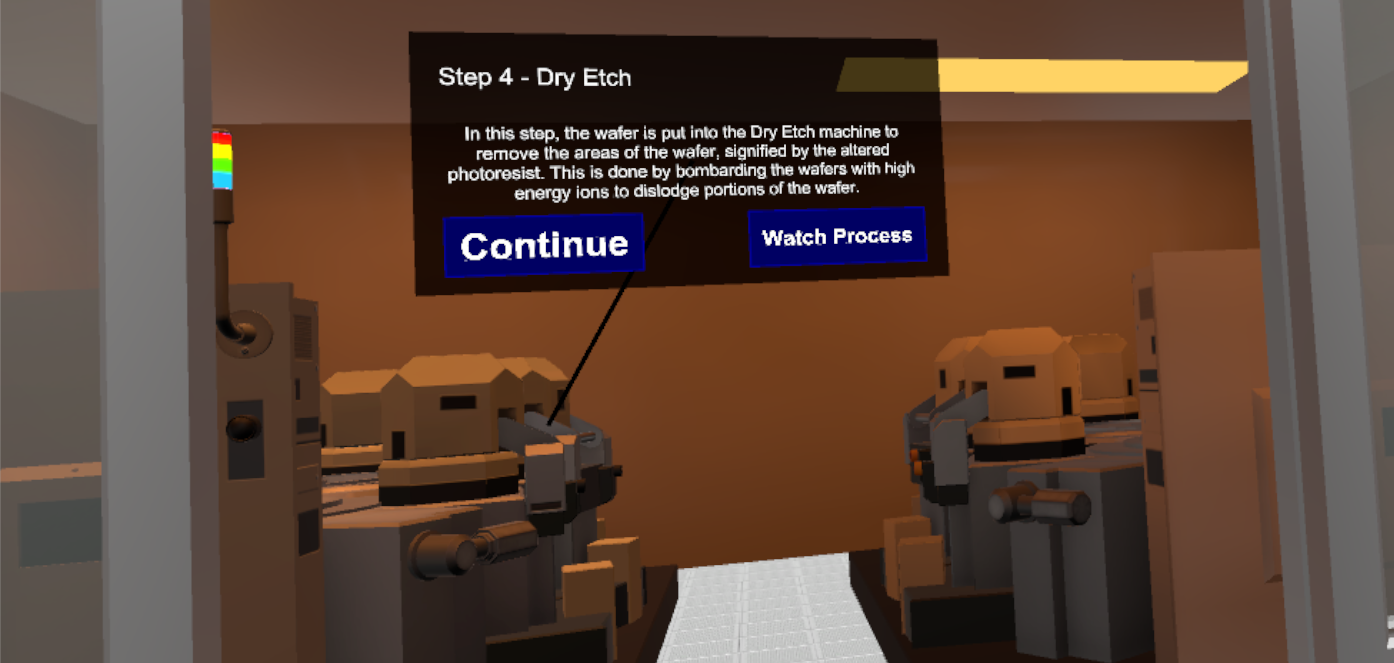 Step 4 - Dry Etch
In this step, the wafer is put into the Dry Etch machine to
remove the areas of the wafer, signified by the altered
photoresist. This is done by bombarding the wafers with high
energy ions to dislodge portions of the wafer.
Continue
Watch Process